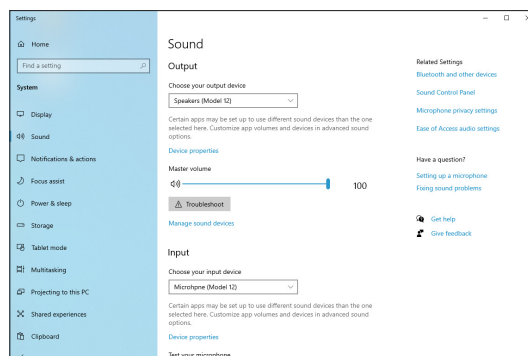 Settings
Home
Find a setting
System
Display
Sound
Notifications & actions
Focus assist
Power & sleep
Storage
Tablet mode
Multitasking
Projecting to this PC
Shared experiences
Clipboard
Sound
Output
Choose your output device
Speakers (Model 12)
Certain apps may be set up to use different sound devices than the one
selected here. Customize app volumes and devices in advanced sound
options.
Device properties
Master volume
100
Troubleshoot
Manage sound devices
Input
Choose your input device
Microhpne (Model 12)
Certain apps may be set up to use different sound devices than the one
selected here. Customize app volumes and devices in advanced sound
options.
Device properties
Test your microphone
Related Settings
Bluetooth and other devices
Sound Control Panel
Microphone privacy settings
Ease of Access audio settings
Have a question?
Setting up a microphone
Fixing sound problems
Get help
Give feedback